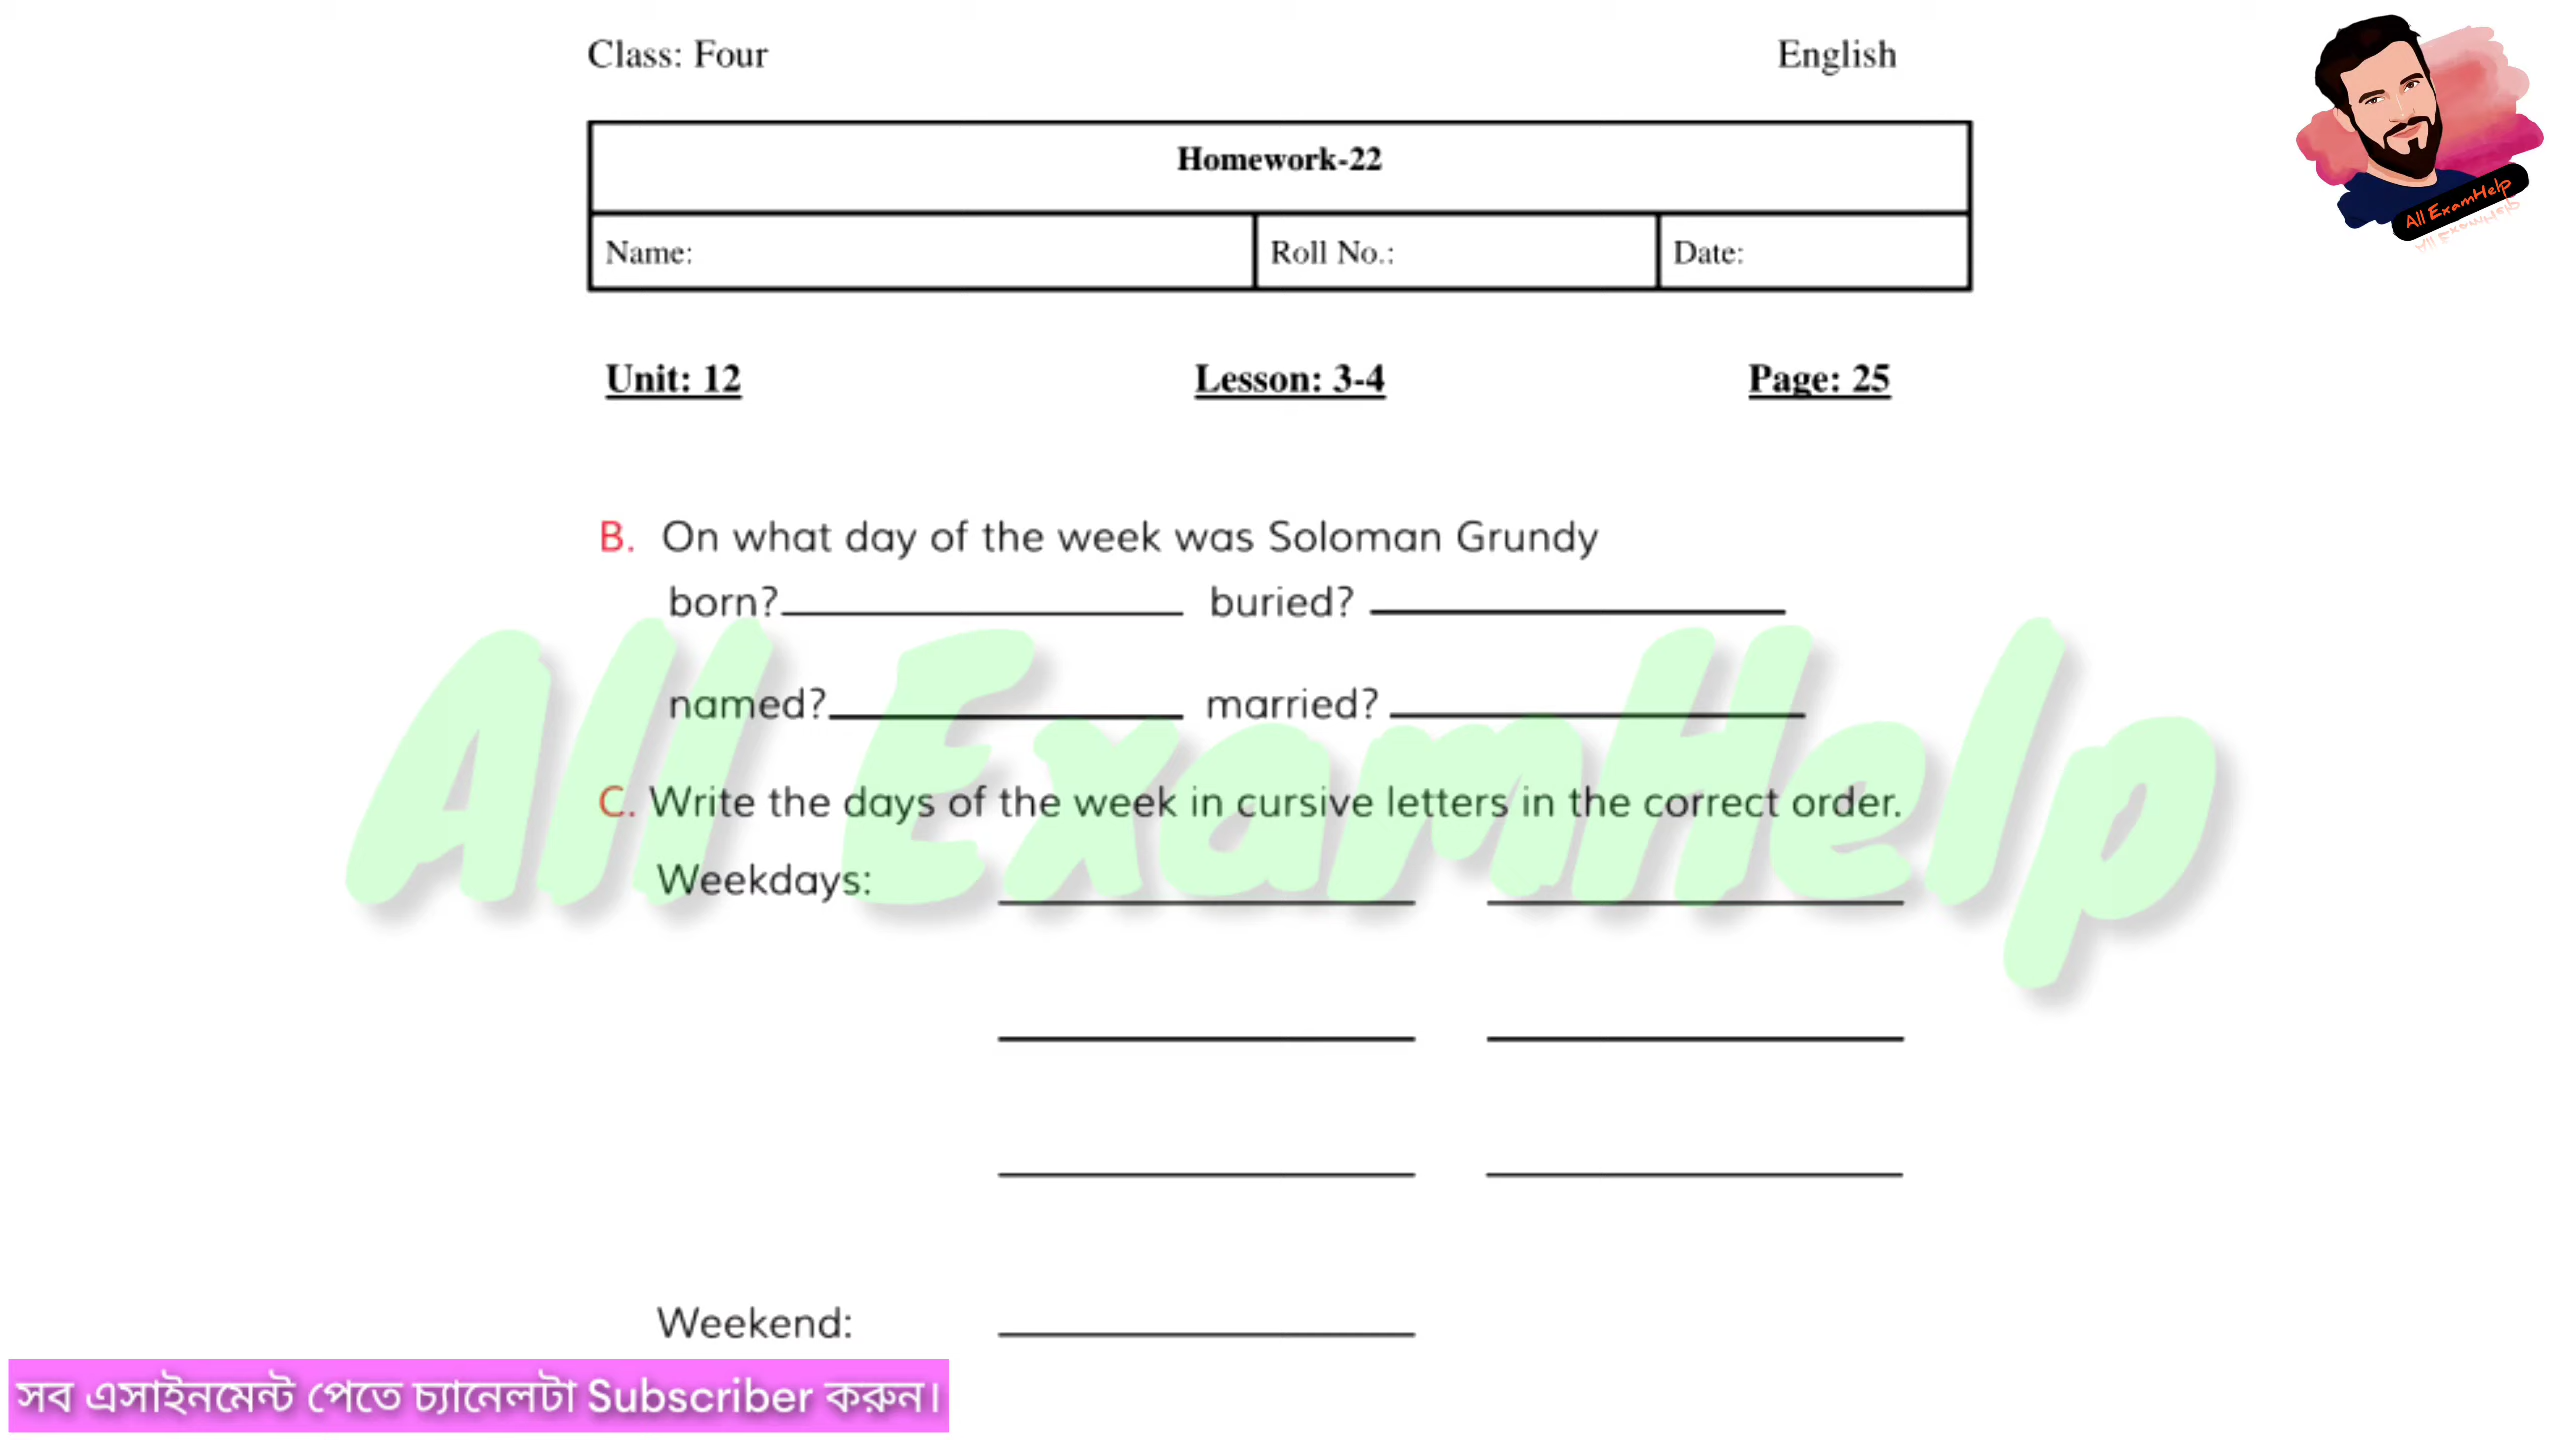 Class: Four English
All ExamHelp
Homework-22
Name: Roll No.: Date:
Unit: 12 Lesson: 3-4 Page: 25
B. On what day of the week was Soloman Grundy
born? buried?
named? married?
All ExamHelp
C. Write the days of the week in cursive letters in the correct order.
Weekdays:
Weekend:
সব এসাইনমেন্ট পেতে চ্যানেলটা Subscriber করুন।